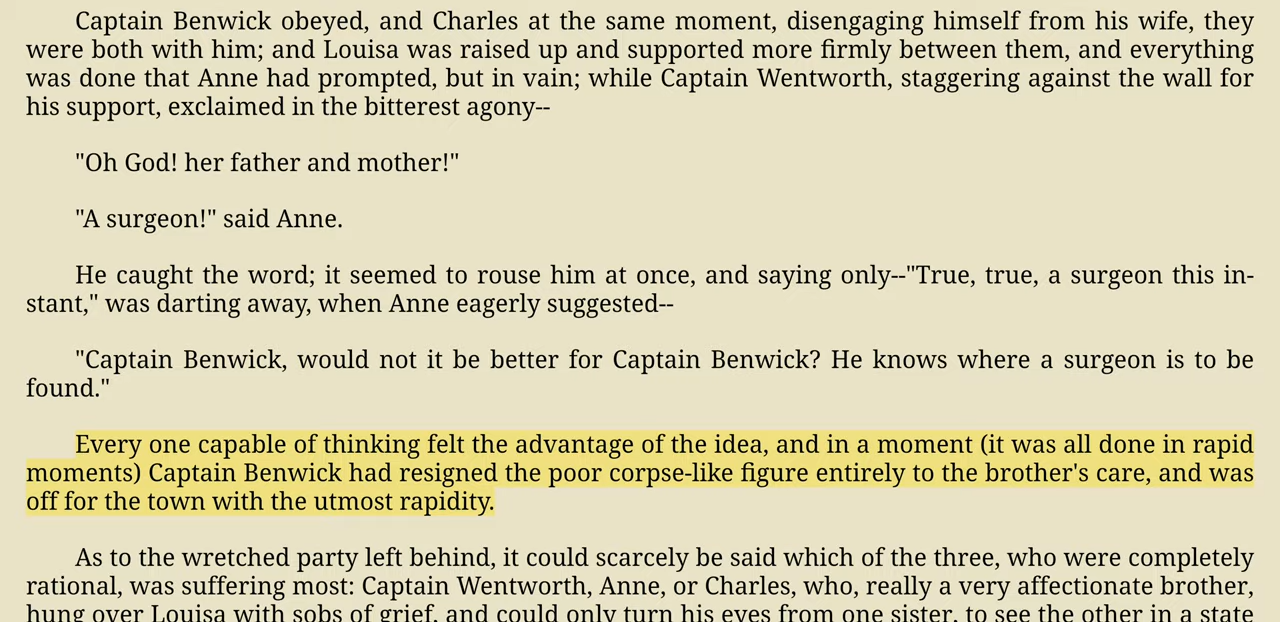 Captain Benwick obeyed, and Charles at the same moment, disengaging himself from his wife, they
were both with him; and Louisa was raised up and supported more firmly between them, and everything
was done that Anne had prompted, but in vain; while Captain Wentworth, staggering against the wall for
his support, exclaimed in the bitterest agony--
"Oh God! her father and mother!"
"A surgeon!" said Anne.
He caught the word; it seemed to rouse him at once, and saying only--"True, true, a surgeon this in-
stant," was darting away, when Anne eagerly suggested--
"Captain Benwick, would not it be better for Captain Benwick? He knows where a surgeon is to be
found."
Every one capable of thinking felt the advantage of the idea, and in a moment (it was all done in rapid
moments) Captain Benwick had resigned the poor corpse-like figure entirely to the brother's care, and was
off for the town with the utmost rapidity.
As to the wretched party left behind, it could scarcely be said which of the three, who were completely
rational, was suffering most: Captain Wentworth, Anne, or Charles, who, really a very affectionate brother,
hung over Louisa with sobs of grief, and could only turn his eyes from one sister, to see the other in a state